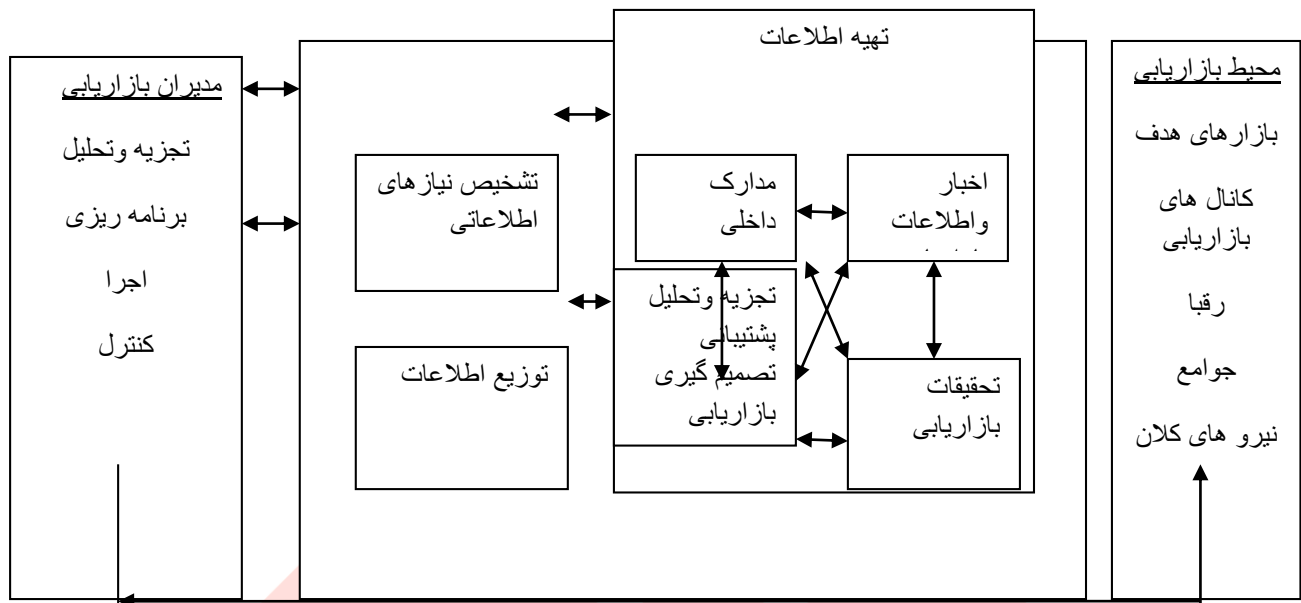 تهیه اطلاعات
محیط بازاریابی
بازارهای هدف
کانال های
بازاریابی
رقبا
جوامع
نیرو های کلان
اخبار
واطلاعات
مدارک
داخلی
تجزیه وتحلیل
پشتیبانی
تصمیم گیری
بازاریابی
تحقیقات
بازاریابی
تشخیص نیازهای
اطلاعاتی
توزیع اطلاعات
مدیران بازاریابی
تجزیه وتحلیل
برنامه ریزی
اجرا
کنترل